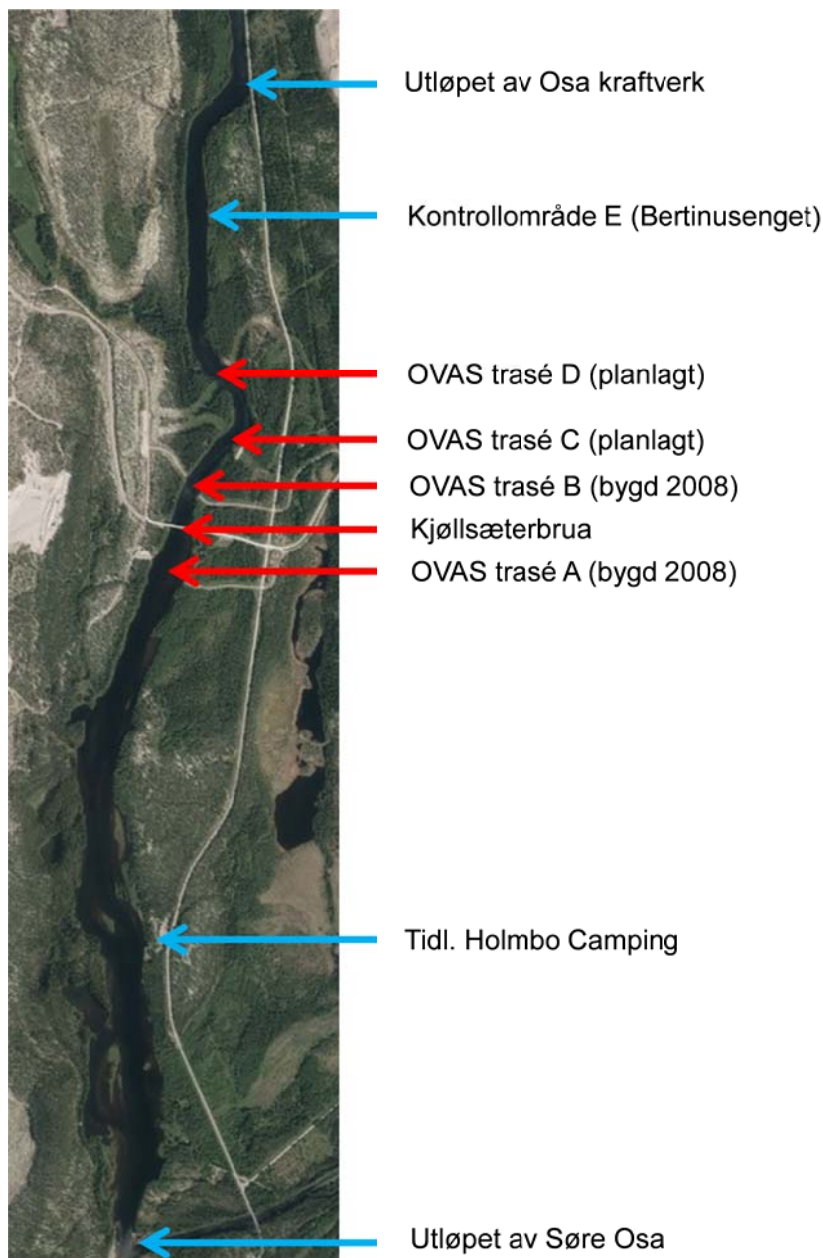 Utløpet av Osa kraftverk
Kontrollområde E (Bertinusenget)
OVAS trasé D (planlagt)
OVAS trasé C (planlagt)
OVAS trasé B (bygd 2008)
Kjøllsæterbrua
OVAS trasé A (bygd 2008)
Tidl. Holmbo Camping
Utløpet av Søre Osa